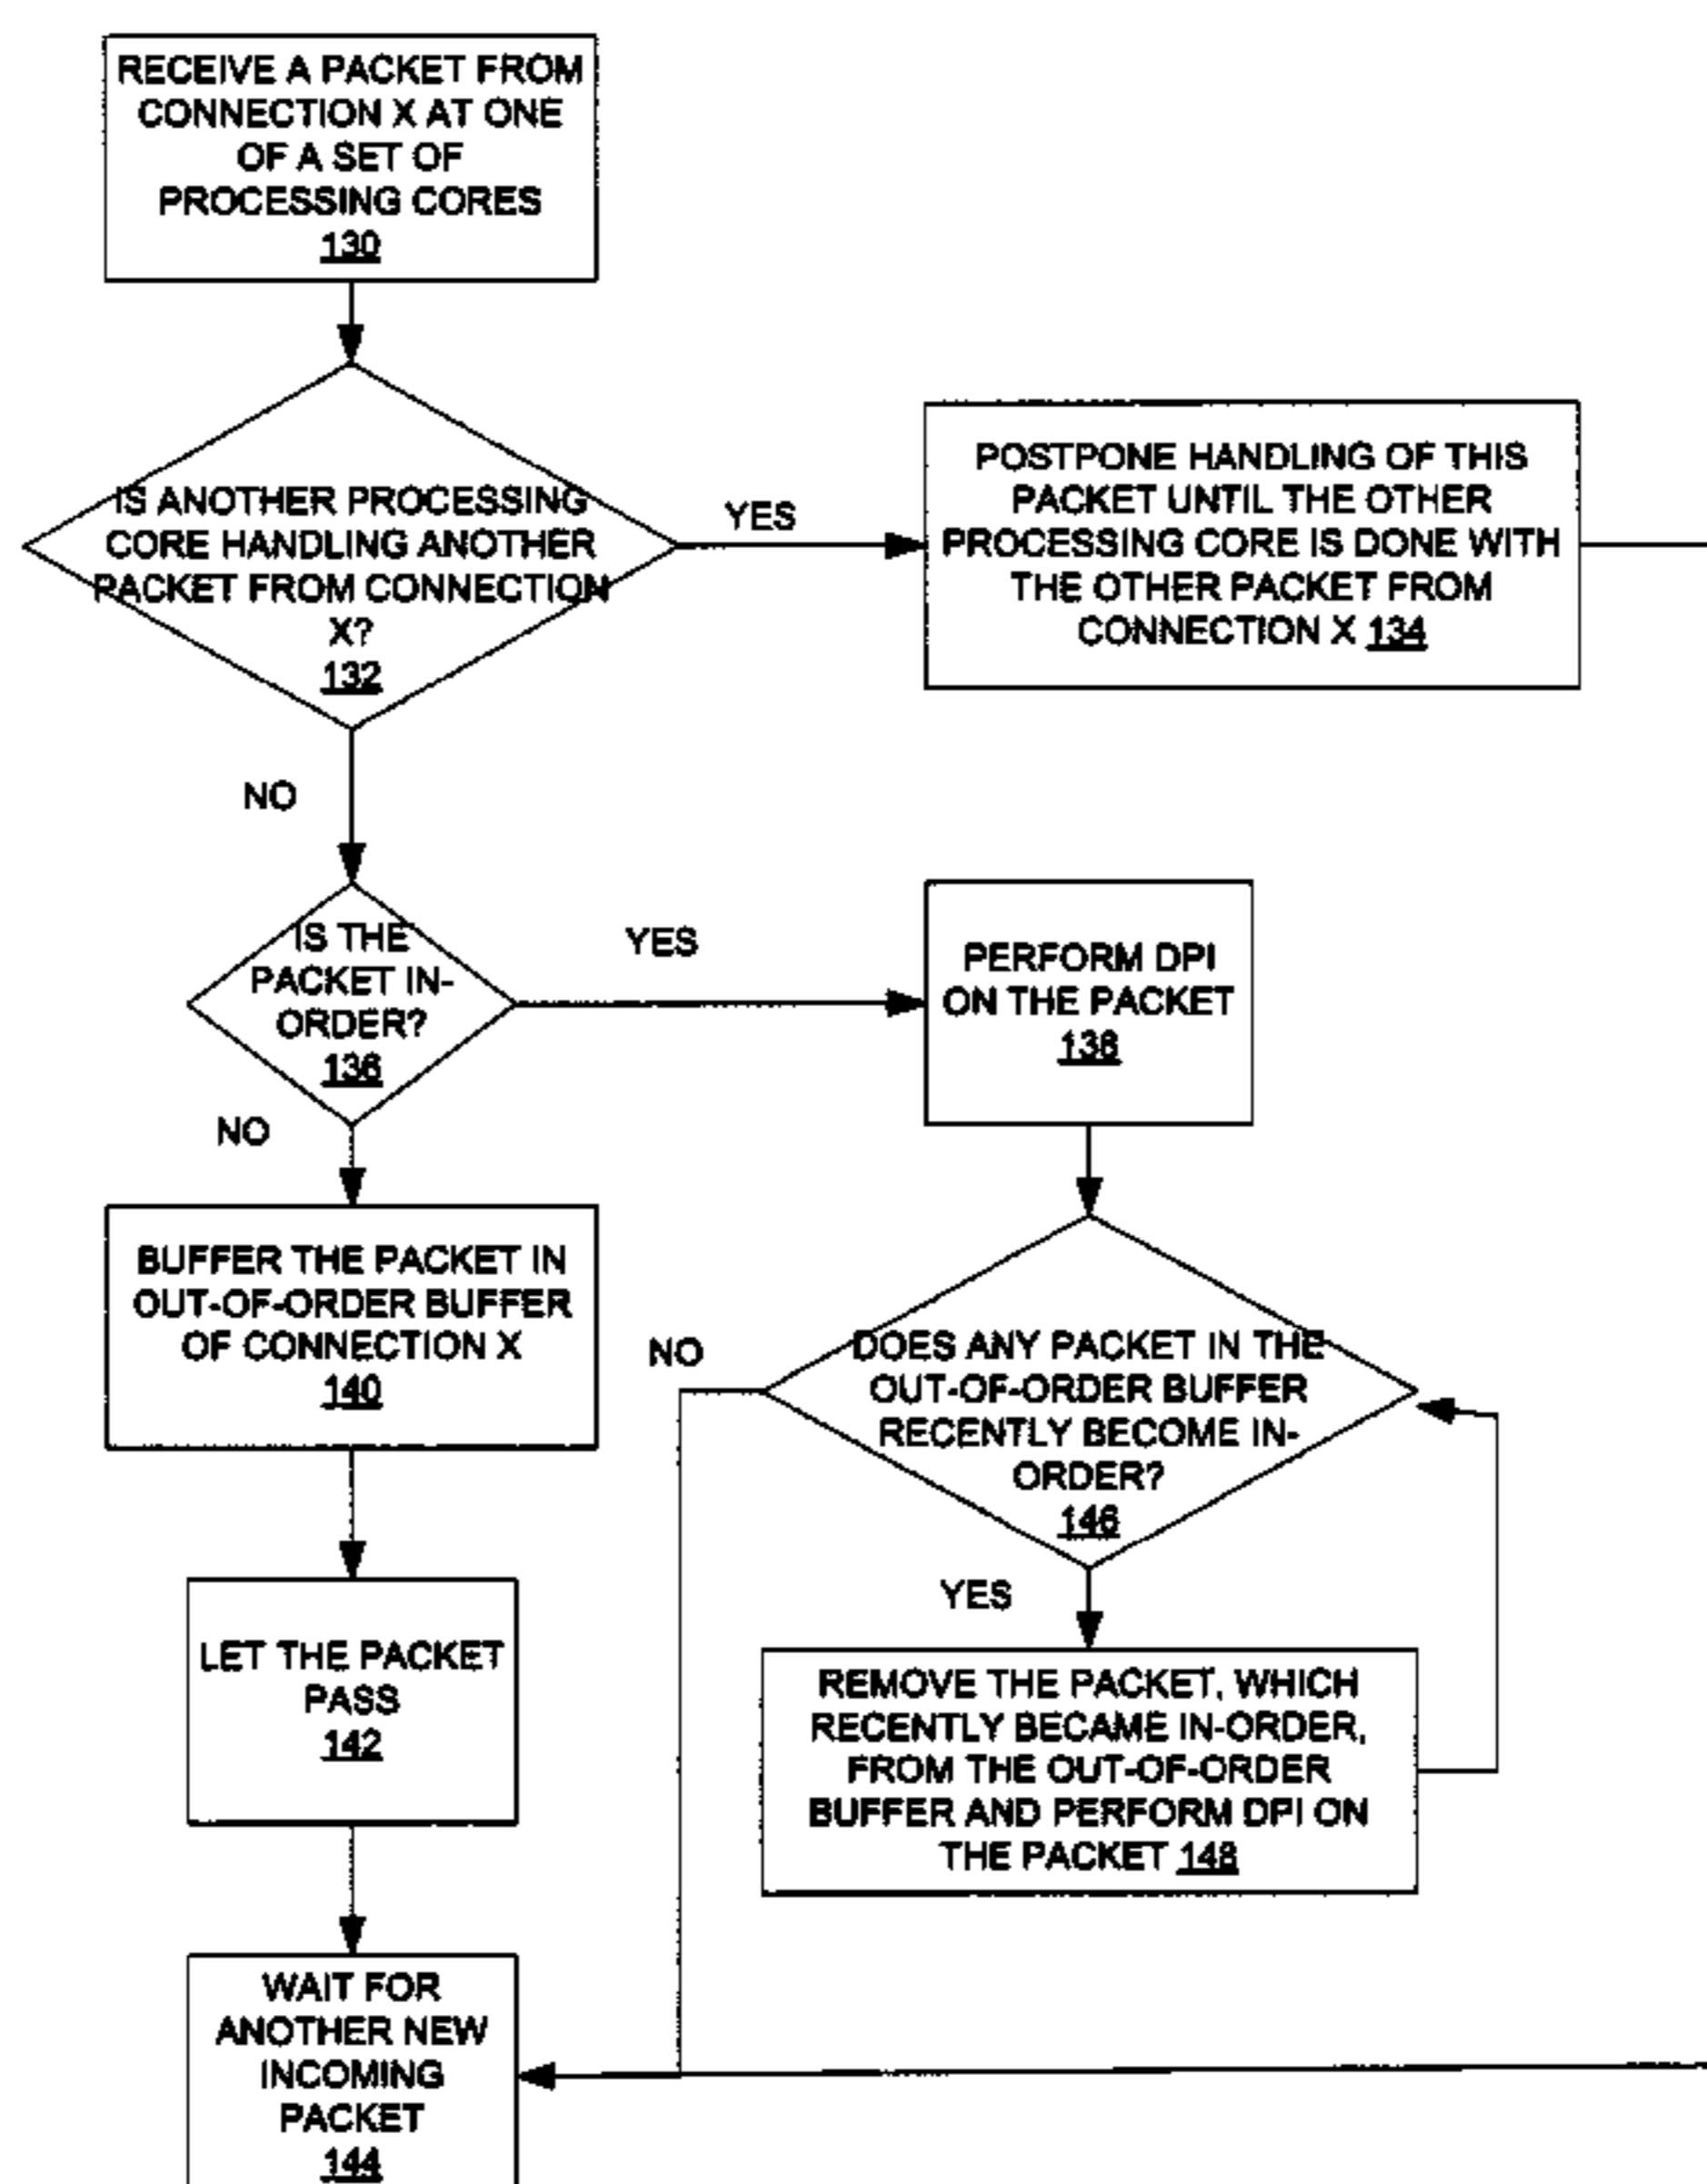 RECEIVE A PACKET FROM
CONNECTION X AT ONE
OF A SET OF
PROCESSING CORES
130
IS ANOTHER PROCESSING
CORE HANDLING ANOTHER
PACKET FROM CONNECTION
X?
132
YES
POSTPONE HANDLING OF THIS
PACKET UNTIL THE OTHER
PROCESSING CORE IS DONE WITH
THE OTHER PACKET FROM
CONNECTION X 134
NO
IS THE
PACKET IN-
ORDER?
136
YES
PERFORM DPI
ON THE PACKET
138
NO
BUFFER THE PACKET IN
OUT-OF-ORDER BUFFER
OF CONNECTION X
140
NO
DOES ANY PACKET IN THE
OUT-OF-ORDER BUFFER
RECENTLY BECOME IN-
ORDER?
146
YES
LET THE PACKET
PASS
142
REMOVE THE PACKET, WHICH
RECENTLY BECAME IN-ORDER,
FROM THE OUT-OF-ORDER
BUFFER AND PERFORM DPI ON
THE PACKET 148
WAIT FOR
ANOTHER NEW
INCOMING
PACKET
144